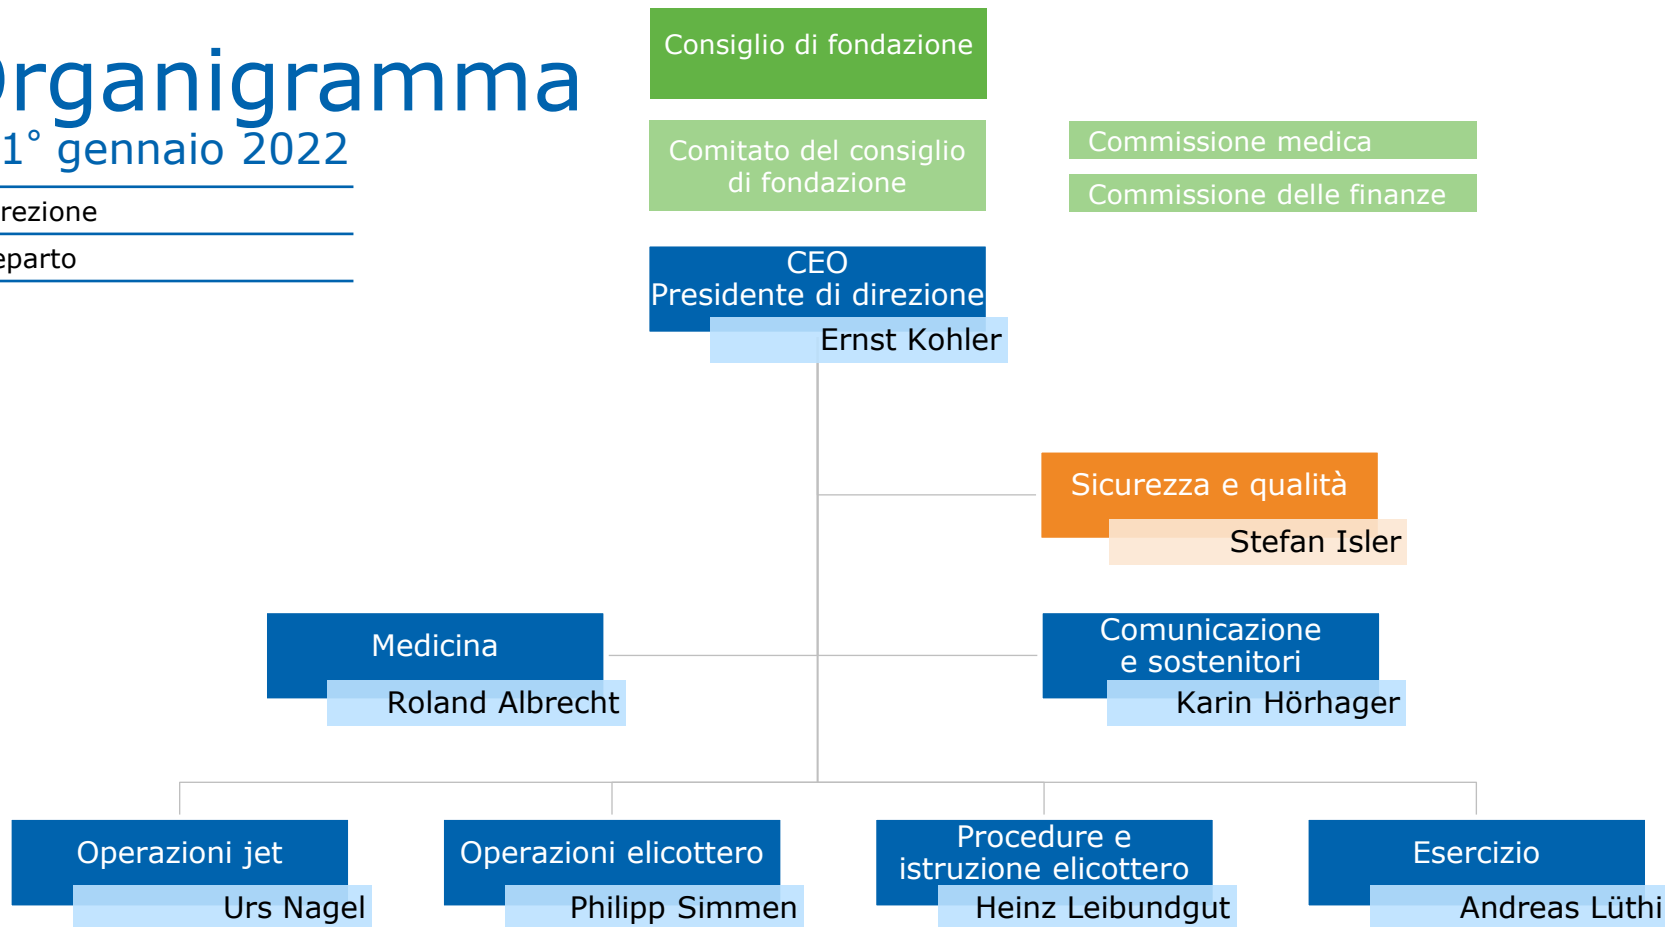 Organigramma
1° gennaio 2022
rezione
eparto
Consiglio di fondazione
Comitato del consiglio
di fondazione
Commissione medica
Commissione delle finanze
CEO
Presidente di direzione
Ernst Kohler
Sicurezza e qualità
Stefan Isler
Medicina
Roland Albrecht
Comunicazione
e sostenitori
Karin Hörhager
Operazioni jet
Urs Nagel
Operazioni elicottero
Philipp Simmen
Procedure e
istruzione elicottero
Heinz Leibundgut
Esercizio
Andreas Lüthi